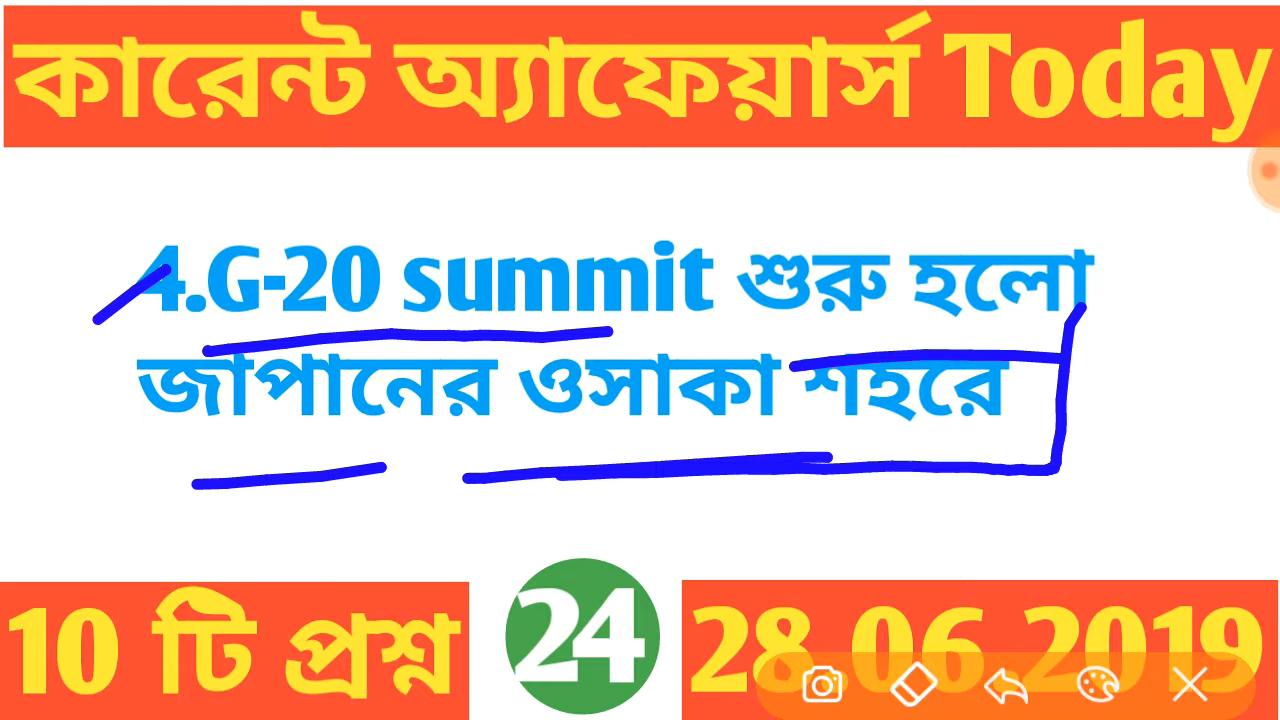 কারেন্ট অ্যাফেয়ার্স Today
4.G-20 summit শুরু হলো
জাপানের ওসাকা শহরে
10 টি প্রশ্ন
24
28.06.2019